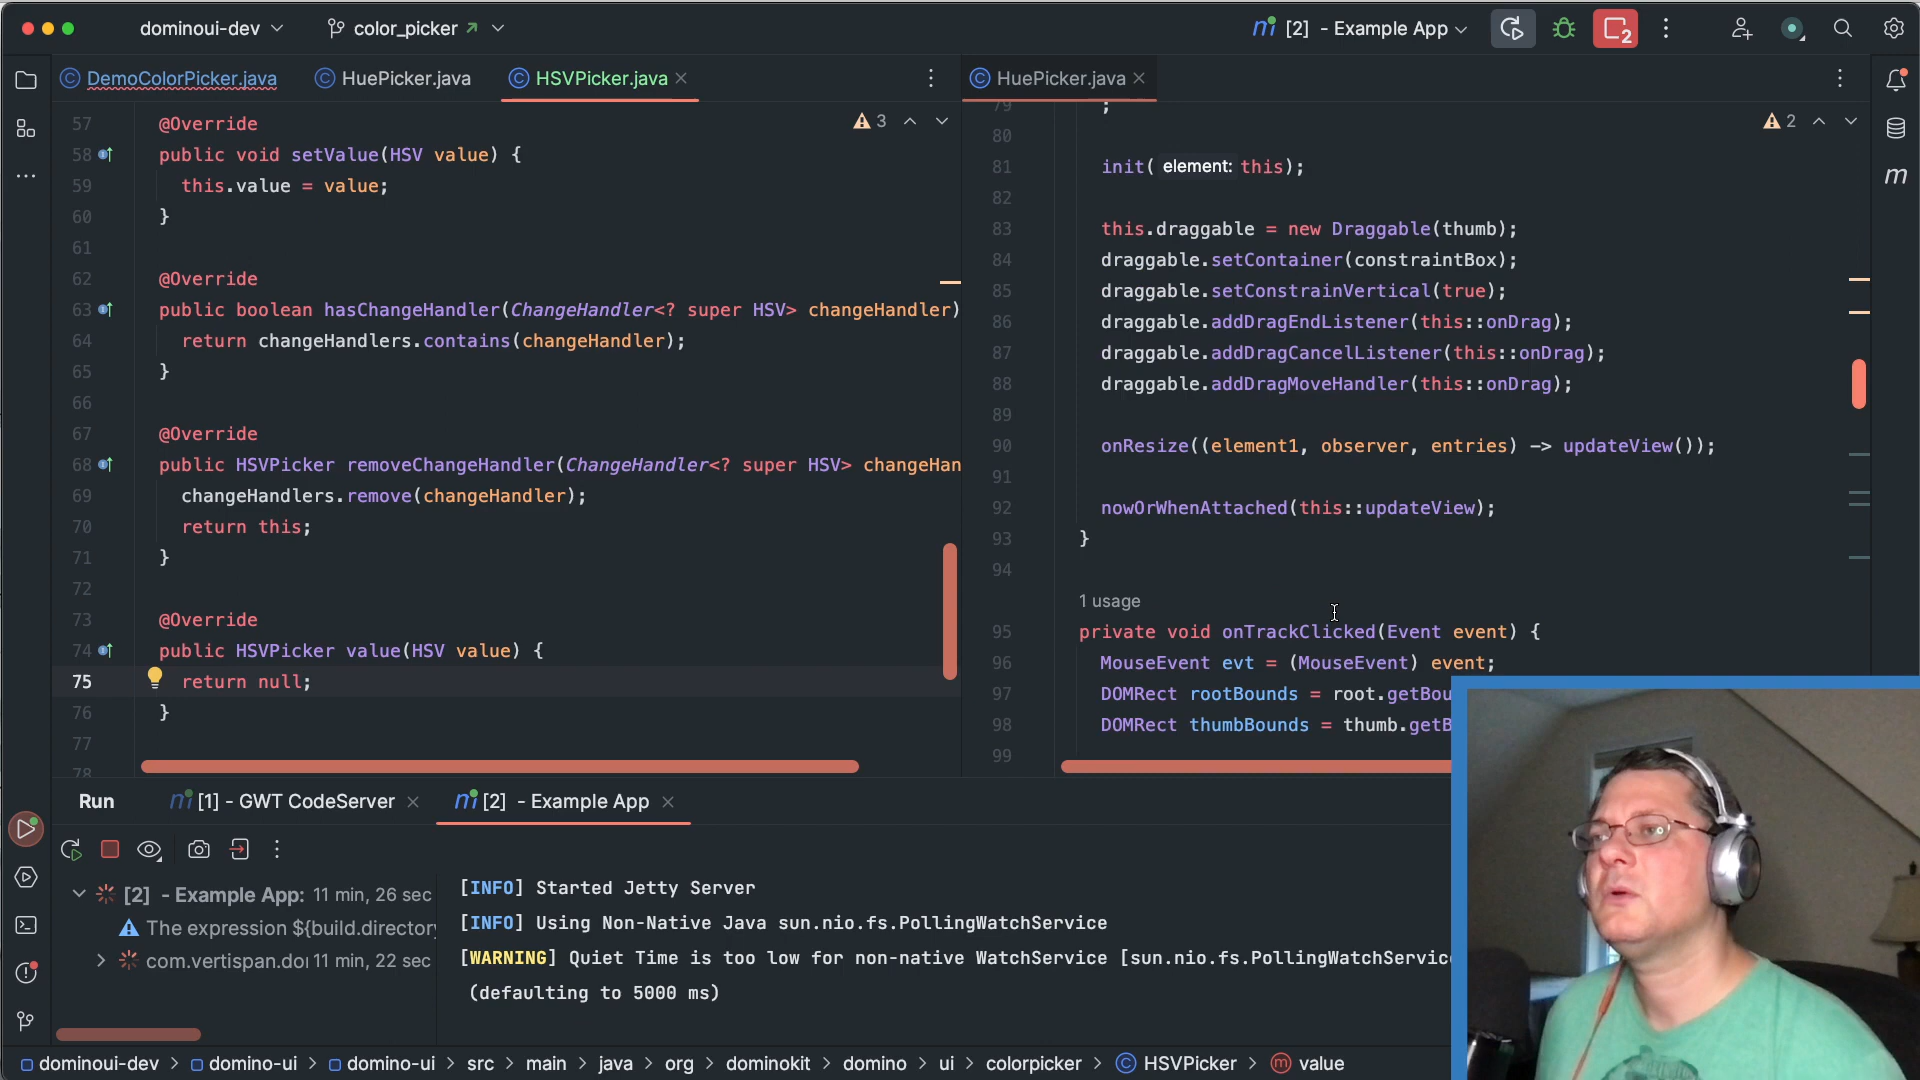 dominoui-dev
color_picker
[2] - Example App
2
DemoColorPicker.java
HuePicker.java
HSVPicker.java
3
57 @Override
58 public void setValue(HSV value) {
59 this.value = value;
60 }
61
62 @Override
63 public boolean hasChangeHandler(ChangeHandler<? super HSV> changeHandler)
64 return changeHandlers.contains(changeHandler);
65 }
66
67 @Override
68 public HSVPicker removeChangeHandler(ChangeHandler<? super HSV> changeHan
69 changeHandlers.remove(changeHandler);
70 return this;
71 }
72
73 @Override
74 public HSVPicker value(HSV value) {
75 return null;
76 }
77
78
HuePicker.java
2
79 ;
80
81 init( element: this);
82
83 this.draggable = new Draggable(thumb);
84 draggable.setContainer(constraintBox);
85 draggable.setConstrainVertical(true);
86 draggable.addDragEndListener(this::onDrag);
87 draggable.addDragCancelListener(this::onDrag);
88 draggable.addDragMoveHandler(this::onDrag);
89
90 onResize((element1, observer, entries) -> updateView());
91
92 nowOrWhenAttached(this::updateView);
93 }
94
1 usage
95 private void onTrackClicked(Event event) {
96 MouseEvent evt = (MouseEvent) event;
97 DOMRect rootBounds = root.getBou
98 DOMRect thumbBounds = thumb.getB
99
m
Run
[1] - GWT CodeServer
[2] - Example App
[2] - Example App: 11 min, 26 sec
The expression ${build.directory
com.vertispan.do 11 min, 22 sec
[INFO] Started Jetty Server
[INFO] Using Non-Native Java sun.nio.fs.PollingWatchService
[WARNING] Quiet Time is too low for non-native WatchService [sun.nio.fs.PollingWatchServic
(defaulting to 5000 ms)
dominoui-dev > domino-ui > domino-ui > src > main > java > org > dominokit > domino > ui > colorpicker > HSVPicker > value